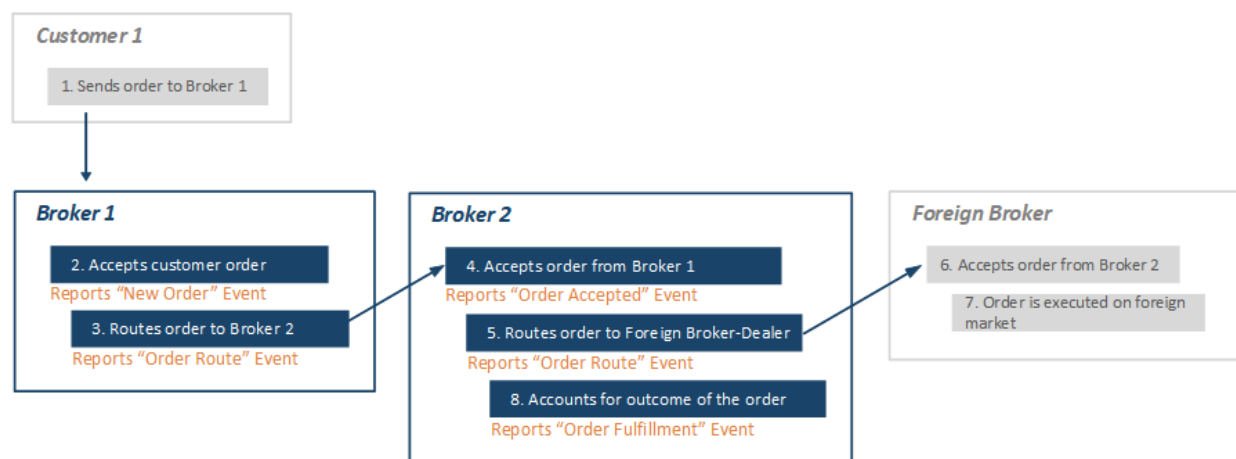 Customer 1
1. Sends order to Broker 1
Broker 1
2. Accepts customer order
Reports “New Order” Event
3. Routes order to Broker 2
Reports “Order Route” Event
Broker 2
4. Accepts order from Broker 1
Reports “Order Accepted” Event
5. Routes order to Foreign Broker-Dealer
Reports “Order Route” Event
8. Accounts for outcome of the order
Reports “Order Fulfillment” Event
Foreign Broker
6. Accepts order from Broker 2
7. Order is executed on foreign
market